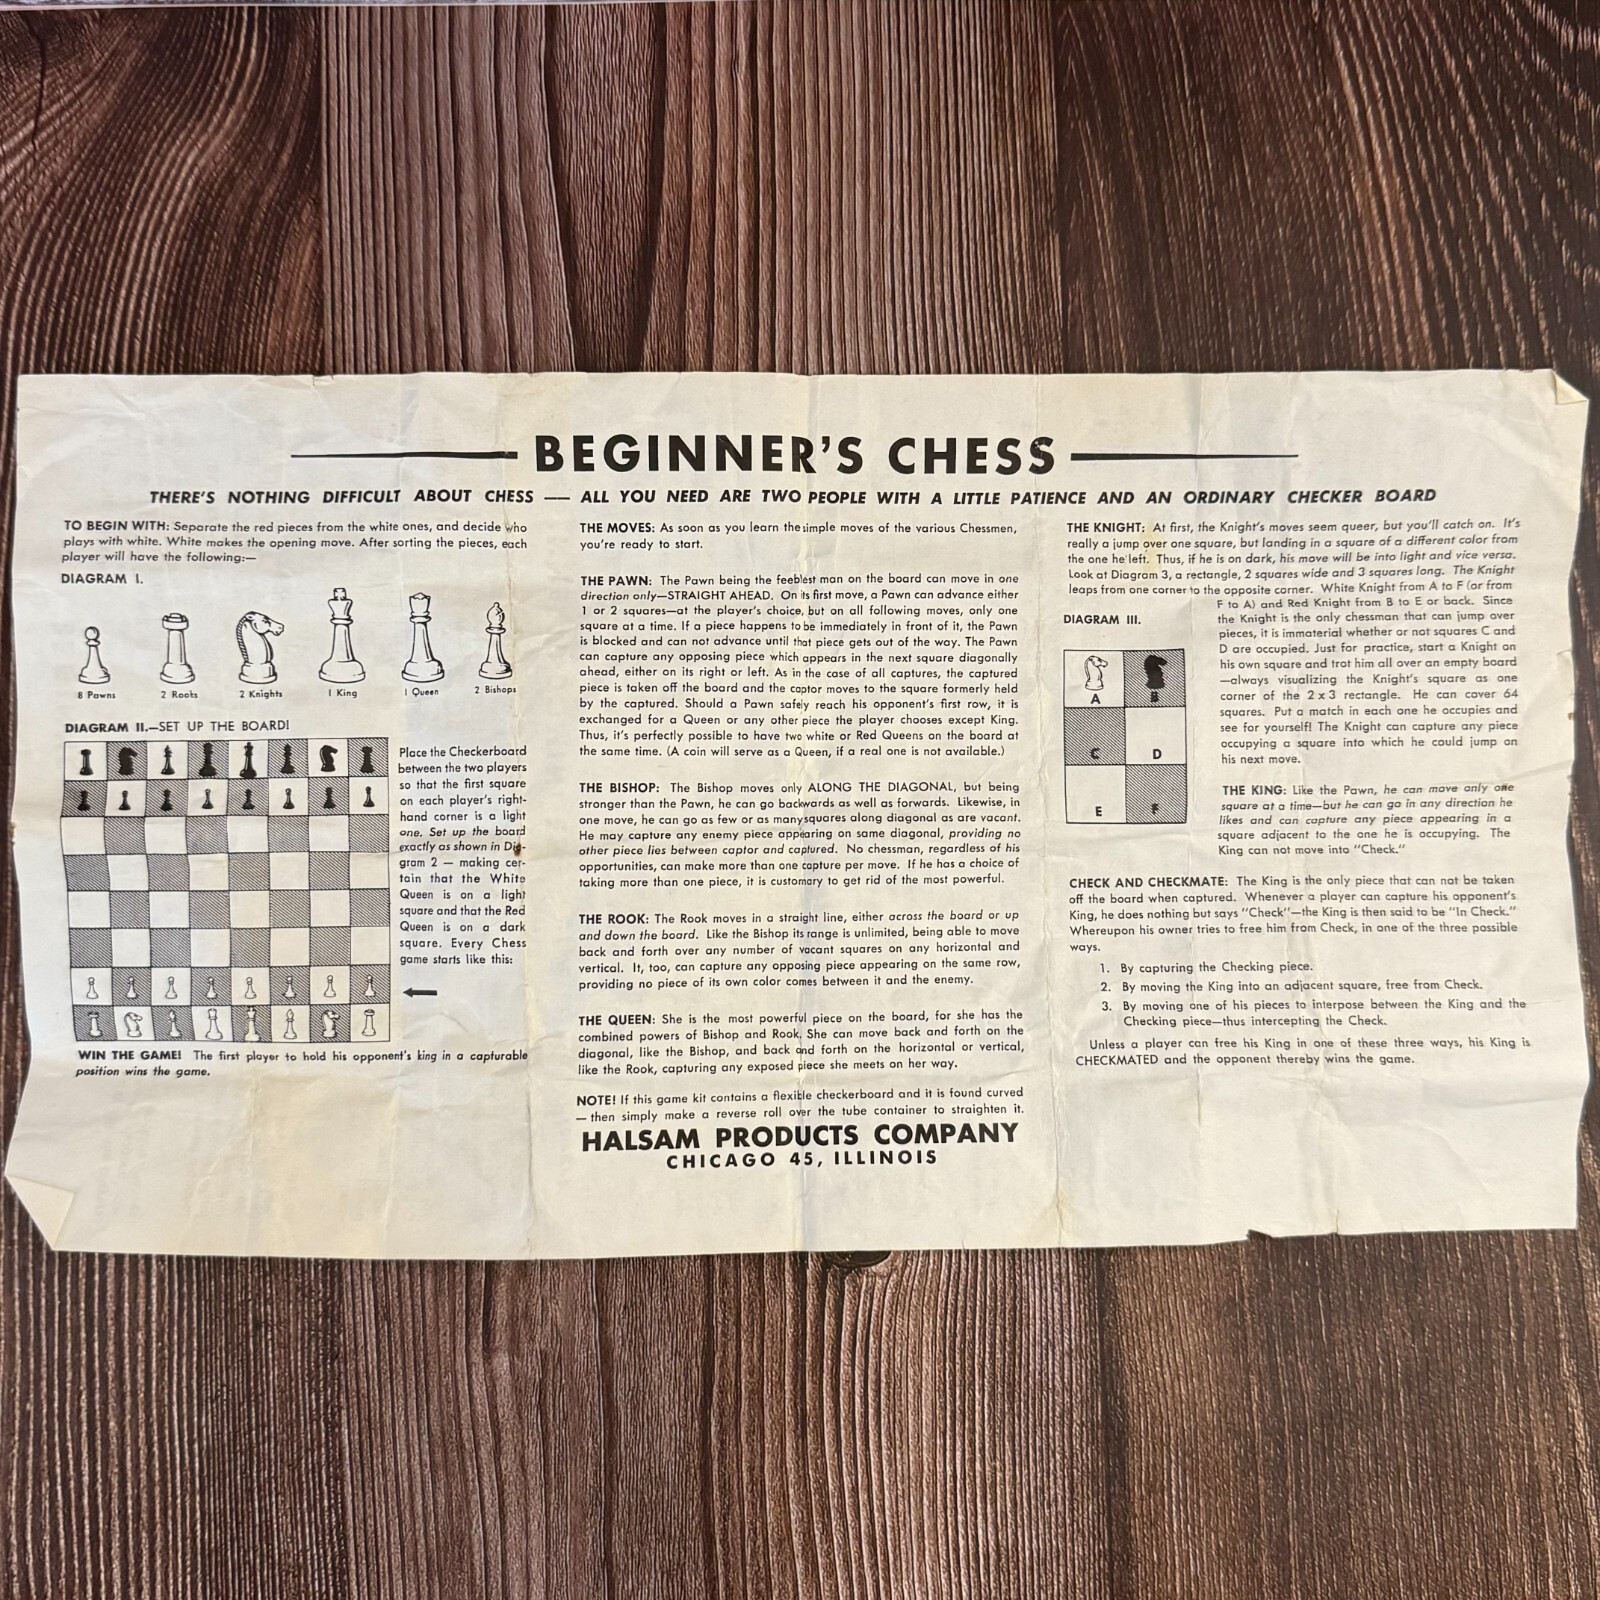 BEGINNER'S CHESS
THERE'S NOTHING DIFFICULT ABOUT CHESS — ALL YOU NEED ARE TWO PEOPLE WITH A LITTLE PATIENCE AND AN ORDINARY CHECKER BOARD
TO BEGIN WITH: Separate the red pieces from the white ones, and decide who
plays with white. White makes the opening move. After sorting the pieces, each
player will have the following:—
DIAGRAM I.
8 Pawns
2 Rooks
2 Knights
1 King
1 Queen
2 Bishops
DIAGRAM II.—SET UP THE BOARD!
Place the Checkerboard
between the two players
so that the first square
on each player's right-
hand corner is a light
one. Set up the board
exactly as shown in Dia-
gram 2 — making cer-
tain that the White
Queen is on a light
square and that the Red
Queen is on a dark
square. Every Chess
game starts like this:
WIN THE GAME! The first player to hold his opponent's king in a capturable
position wins the game.
THE MOVES: As soon as you learn the simple moves of the various Chessmen,
you're ready to start.
THE PAWN: The Pawn being the feeblest man on the board can move in one
direction only—STRAIGHT AHEAD. On its first move, a Pawn can advance either
1 or 2 squares—at the player's choice, but on all following moves, only one
square at a time. If a piece happens to be immediately in front of it, the Pawn
is blocked and can not advance until that piece gets out of the way. The Pawn
can capture any opposing piece which appears in the next square diagonally
ahead, either on its right or left. As in the case of all captures, the captured
piece is taken off the board and the captor moves to the square formerly held
by the captured. Should a Pawn safely reach his opponent's first row, it is
exchanged for a Queen or any other piece the player chooses except King.
Thus, it's perfectly possible to have two white or Red Queens on the board at
the same time. (A coin will serve as a Queen, if a real one is not available.)
THE BISHOP: The Bishop moves only ALONG THE DIAGONAL, but being
stronger than the Pawn, he can go backwards as well as forwards. Likewise, in
one move, he can go as few or as many squares along diagonal as are vacant.
He may capture any enemy piece appearing on same diagonal, providing no
other piece lies between captor and captured. No chessman, regardless of his
opportunities, can make more than one capture per move. If he has a choice of
taking more than one piece, it is customary to get rid of the most powerful.
THE ROOK: The Rook moves in a straight line, either across the board or up
and down the board. Like the Bishop its range is unlimited, being able to move
back and forth over any number of vacant squares on any horizontal and
vertical. It, too, can capture any opposing piece appearing on the same row,
providing no piece of its own color comes between it and the enemy.
THE QUEEN: She is the most powerful piece on the board, for she has the
combined powers of Bishop and Rook. She can move back and forth on the
diagonal, like the Bishop, and back and forth on the horizontal or vertical,
like the Rook, capturing any exposed piece she meets on her way.
NOTE! If this game kit contains a flexible checkerboard and it is found curved
— then simply make a reverse roll over the tube container to straighten it.
HALSAM PRODUCTS COMPANY
CHICAGO 45, ILLINOIS
THE KNIGHT: At first, the Knight's moves seem queer, but you'll catch on. It's
really a jump over one square, but landing in a square of a different color from
the one he left. Thus, if he is on dark, his move will be into light and vice versa.
Look at Diagram 3, a rectangle, 2 squares wide and 3 squares long. The Knight
leaps from one corner to the opposite corner. White Knight from A to F (or from
F to A) and Red Knight from B to E or back. Since
the Knight is the only chessman that can jump over
pieces, it is immaterial whether or not squares C and
D are occupied. Just for practice, start a Knight on
his own square and trot him all over an empty board
—always visualizing the Knight's square as one
corner of the 2 x 3 rectangle. He can cover 64
squares. Put a match in each one he occupies and
see for yourself! The Knight can capture any piece
occupying a square into which he could jump on
his next move.
DIAGRAM III.
A
B
C
D
E
F
THE KING: Like the Pawn, he can move only one
square at a time—but he can go in any direction he
likes and can capture any piece appearing in a
square adjacent to the one he is occupying. The
King can not move into "Check."
CHECK AND CHECKMATE: The King is the only piece that can not be taken
off the board when captured. Whenever a player can capture his opponent's
King, he does nothing but says "Check"—the King is then said to be "In Check."
Whereupon his owner tries to free him from Check, in one of the three possible
ways.
1. By capturing the Checking piece.
2. By moving the King into an adjacent square, free from Check.
3. By moving one of his pieces to interpose between the King and the
Checking piece—thus intercepting the Check.
Unless a player can free his King in one of these three ways, his King is
CHECKMATED and the opponent thereby wins the game.